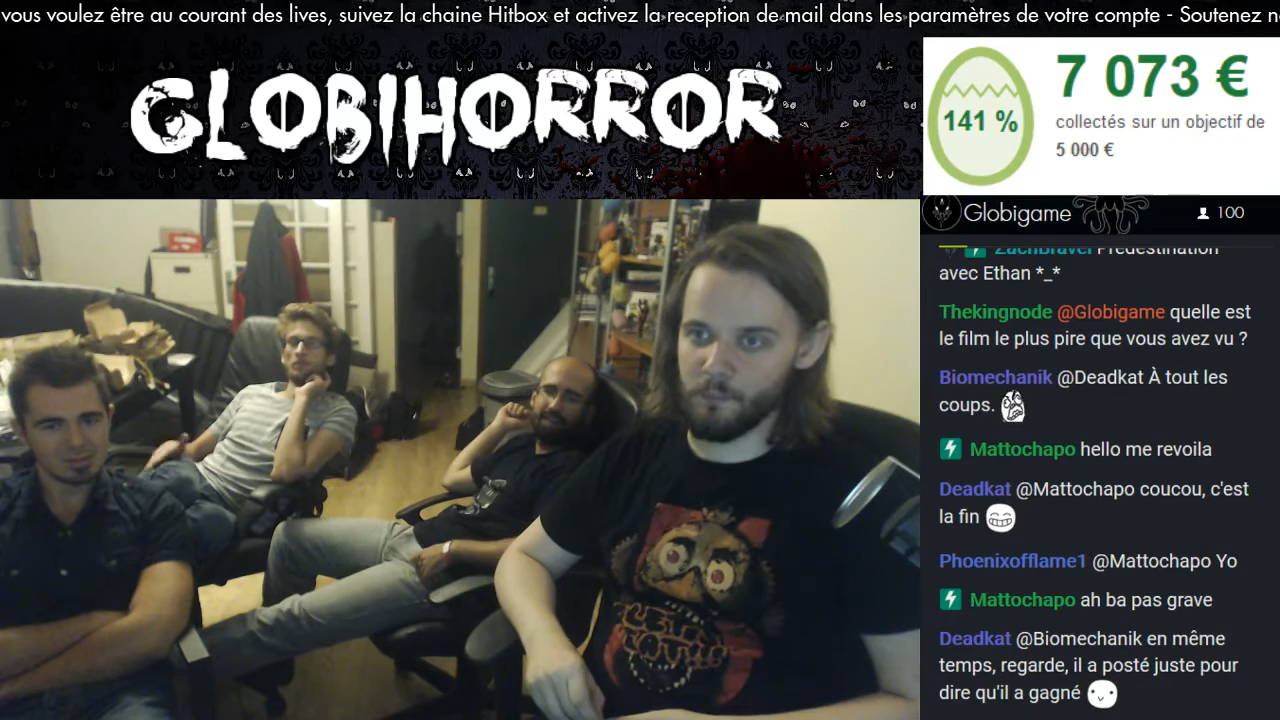 vous voulez être au courant des lives, suivez la chaine Hitbox et activez la reception de mail dans les paramètres de votre compte - Soutenez n
GLOBIHORROR
141 %
7 073 €
collectés sur un objectif de
5 000 €
Globigame
100
ZachBravel Predestination
avec Ethan *_*
Thekingnode @Globigame quelle est
le film le plus pire que vous avez vu ?
Biomechanik @Deadkat À tout les
coups.
Mattochapo hello me revoila
Deadkat @Mattochapo coucou, c'est
la fin
Phoenixofflame1 @Mattochapo Yo
Mattochapo ah ba pas grave
Deadkat @Biomechanik en même
temps, regarde, il a posté juste pour
dire qu'il a gagné